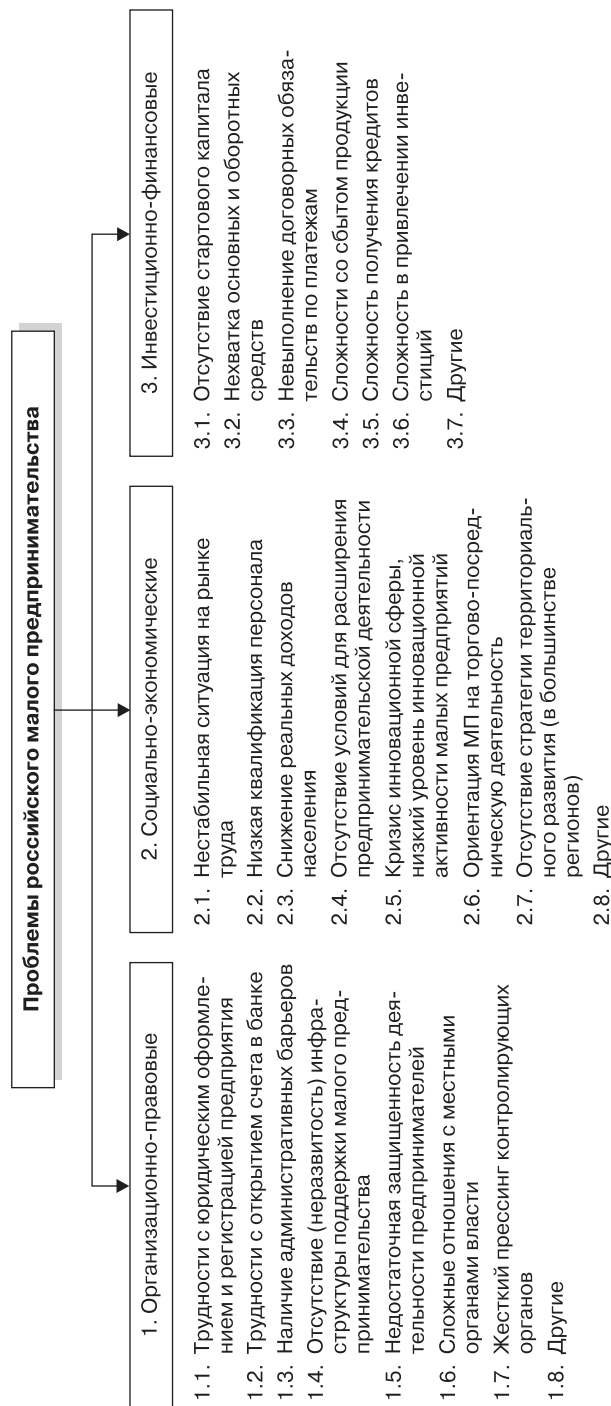 Проблемы российского малого предпринимательства
1. Организационно-правовые
1.1. Трудности с юридическим оформле-
нием и регистрацией предприятия
1.2. Трудности с открытием счета в банке
1.3. Наличие административных барьеров
1.4. Отсутствие (неразвитость) инфра-
структуры поддержки малого пред-
принимательства
1.5. Недостаточная защищенность дея-
тельности предпринимателей
1.6. Сложные отношения с местными
органами власти
1.7. Жесткий прессинг контролирующих
органов
1.8. Другие
2. Социально-экономические
2.1. Нестабильная ситуация на рынке
труда
2.2. Низкая квалификация персонала
2.3. Снижение реальных доходов
населения
2.4. Отсутствие условий для расширения
предпринимательской деятельности
2.5. Кризис инновационной сферы,
низкий уровень инновационной
активности малых предприятий
2.6. Ориентация МП на торгово-посред-
ническую деятельность
2.7. Отсутствие стратегии территориаль-
ного развития (в большинстве
регионов)
2.8. Другие
3. Инвестиционно-финансовые
3.1. Отсутствие стартового капитала
3.2. Нехватка основных и оборотных
средств
3.3. Невыполнение договорных обяза-
тельств по платежам
3.4. Сложности со сбытом продукции
3.5. Сложность получения кредитов
3.6. Сложность в привлечении инве-
стиций
3.7. Другие